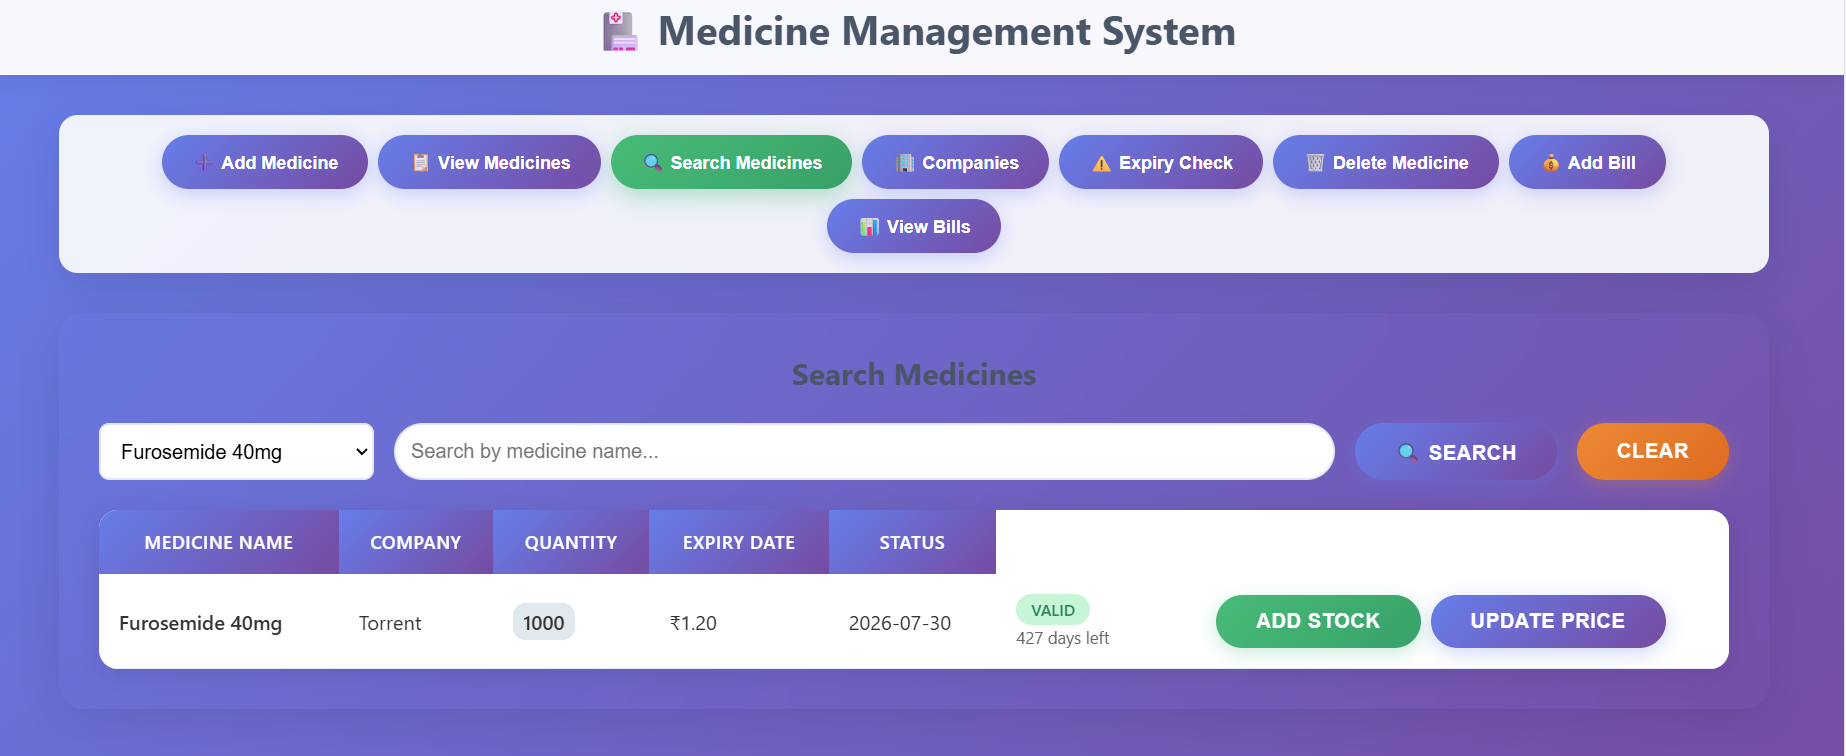 Medicine Management System
Add Medicine
View Medicines
Search Medicines
Companies
Expiry Check
Delete Medicine
Add Bill
View Bills
Search Medicines
Furosemide 40mg
Search by medicine name...
SEARCH
CLEAR
MEDICINE NAME COMPANY QUANTITY EXPIRY DATE STATUS
Furosemide 40mg Torrent 1000 ₹1.20 2026-07-30 VALID
427 days left
ADD STOCK
UPDATE PRICE